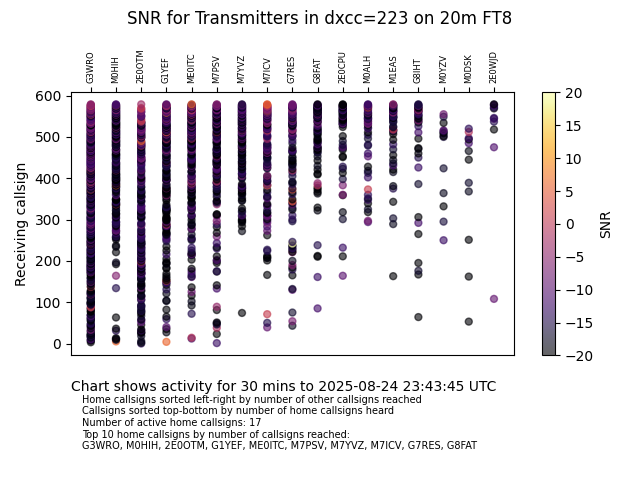 SNR for Transmitters in dxcc=223 on 20m FT8
G3WRO M0HIH 2E0OTM G1YEF ME0ITC M7PSV M7YVZ M7ICV G7RES G8FAT 2E0CPU M0ALH M1EAS G8IHT M0YZV M0DSK 2E0WJD
600
500
400
300
200
100
0
Receiving callsign
20
15
10
5
0
−5
−10
−15
−20
SNR
Chart shows activity for 30 mins to 2025-08-24 23:43:45 UTC
Home callsigns sorted left-right by number of other callsigns reached
Callsigns sorted top-bottom by number of home callsigns heard
Number of active home callsigns: 17
Top 10 home callsigns by number of callsigns reached:
G3WRO, M0HIH, 2E0OTM, G1YEF, ME0ITC, M7PSV, M7YVZ, M7ICV, G7RES, G8FAT